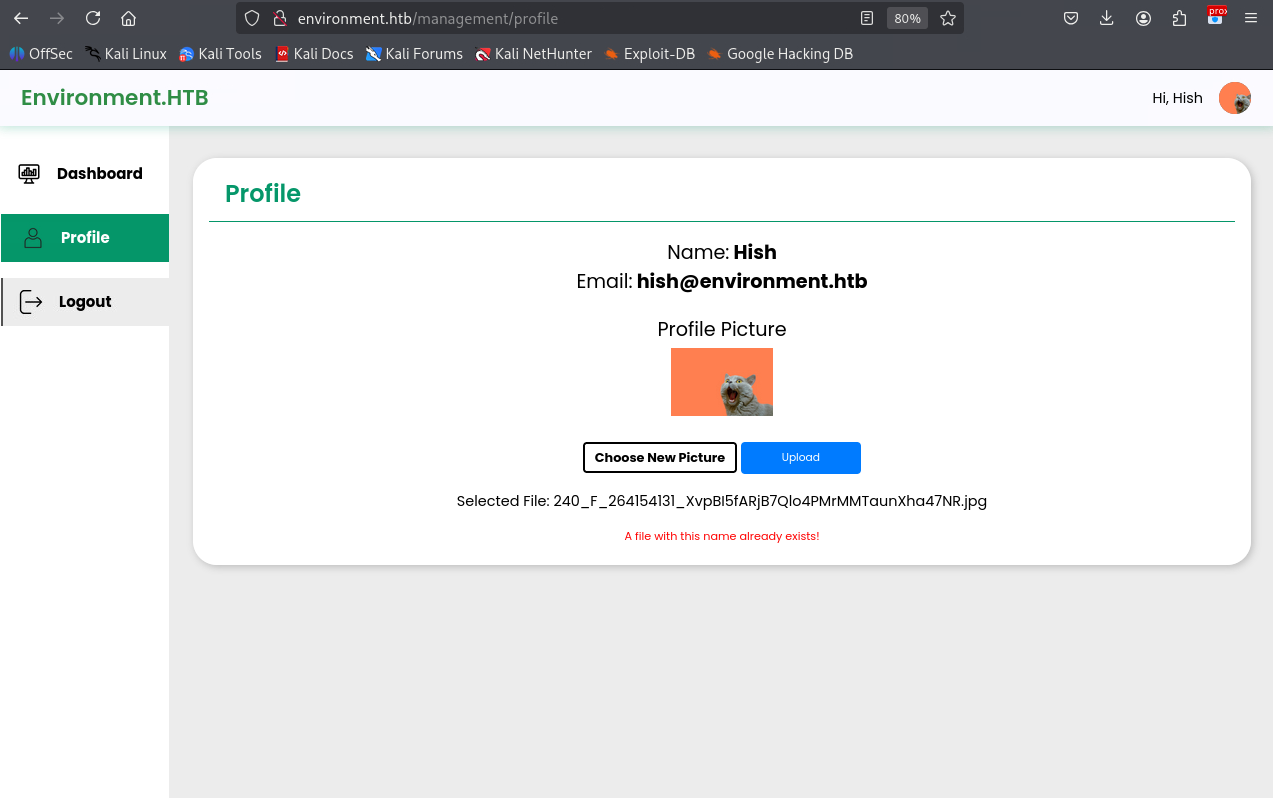 environment.htb/management/profile
80%
prox
OffSec Kali Linux Kali Tools Kali Docs Kali Forums Kali NetHunter Exploit-DB Google Hacking DB
Environment.HTB
Hi, Hish
Dashboard
Profile
Logout
Profile
Name: Hish
Email: hish@environment.htb
Profile Picture
Choose New Picture
Upload
Selected File: 240_F_264154131_XvpBI5fARjB7Qlo4PMrMMTaunXha47NR.jpg
A file with this name already exists!